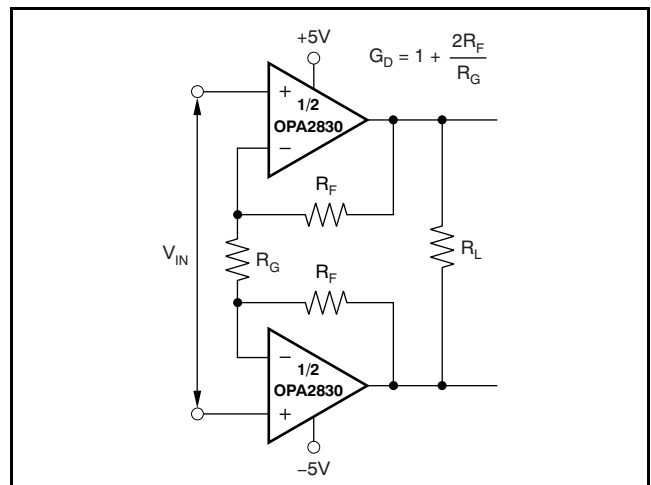 +5V
G_D = 1 + 2R_F / R_G
+
1/2
OPA2830
−
R_F
V_IN
R_G
R_L
R_F
−
1/2
OPA2830
+
−5V